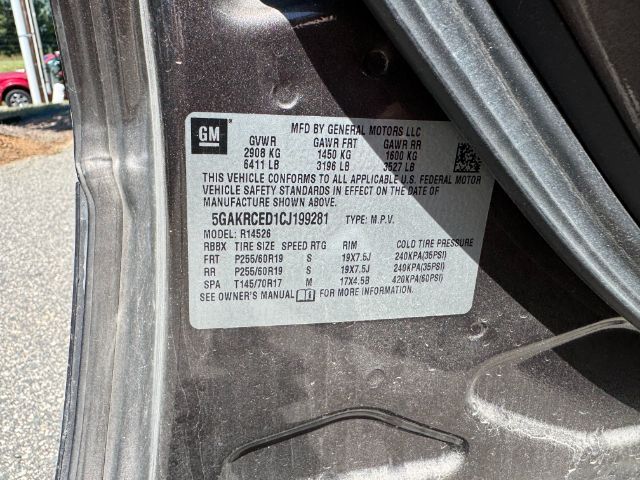 GM
MFD BY GENERAL MOTORS LLC
GVWR GAWR FRT GAWR RR
2908 KG 1450 KG 1600 KG
6411 LB 3196 LB 3527 LB
THIS VEHICLE CONFORMS TO ALL APPLICABLE U.S. FEDERAL MOTOR
VEHICLE SAFETY STANDARDS IN EFFECT ON THE DATE OF
MANUFACTURE SHOWN ABOVE.
5GAKRCED1CJ199281 TYPE: M.P.V.
MODEL: R14526
RBBX TIRE SIZE SPEED RTG RIM COLD TIRE PRESSURE
FRT P255/60R19 S 19X7.5J 240KPA(35PSI)
RR P255/60R19 S 19X7.5J 240KPA(35PSI)
SPA T145/70R17 M 17X4.5B 420KPA(60PSI)
SEE OWNER'S MANUAL FOR MORE INFORMATION.